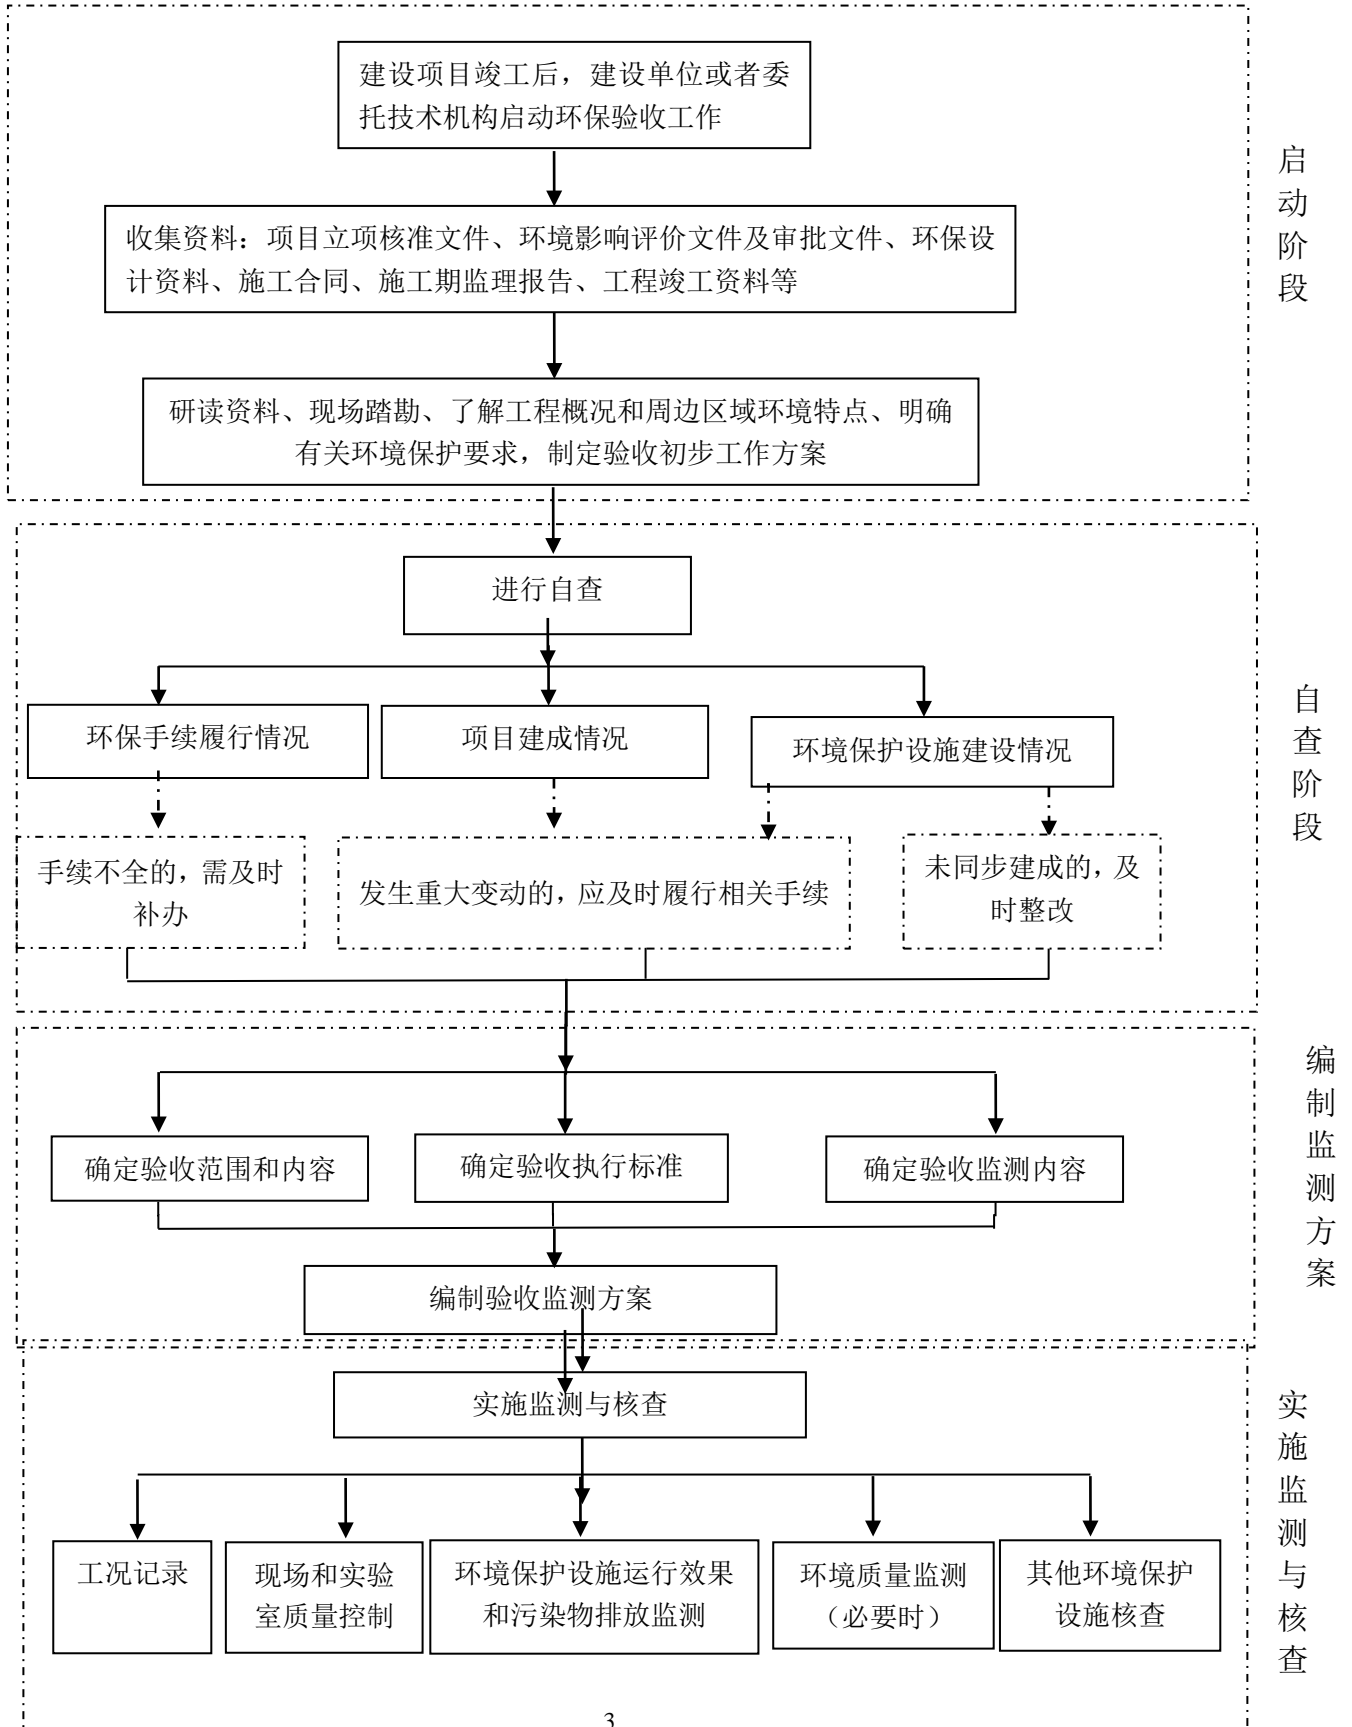 建设项目竣工后，建设单位或者委
托技术机构启动环保验收工作
收集资料：项目立项核准文件、环境影响评价文件及审批文件、环保设
计资料、施工合同、施工期监理报告、工程竣工资料等
研读资料、现场踏勘、了解工程概况和周边区域环境特点、明确
有关环境保护要求，制定验收初步工作方案
启动阶段
进行自查
环保手续履行情况
项目建成情况
环境保护设施建设情况
手续不全的，需及时
补办
发生重大变动的，应及时履行相关手续
未同步建成的，及
时整改
自查阶段
确定验收范围和内容
确定验收执行标准
确定验收监测内容
编制验收监测方案
编制监测方案
实施监测与核查
工况记录
现场和实验
室质量控制
环境保护设施运行效果
和污染物排放监测
环境质量监测
（必要时）
其他环境保护
设施核查
实施监测与核查
3